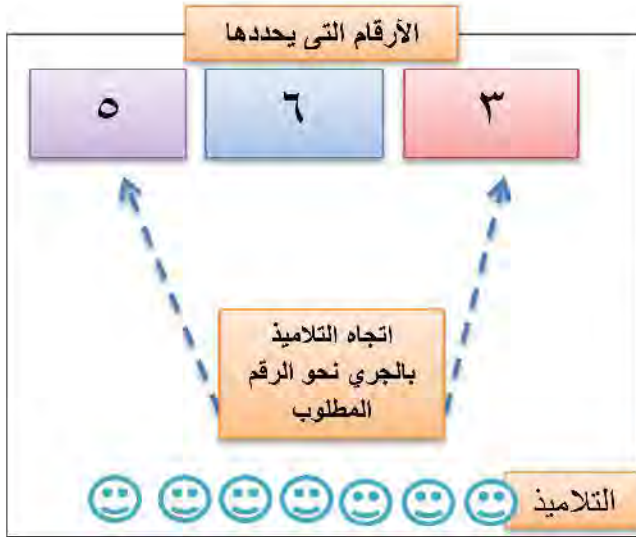 الأرقام التى يحددها
٣ ٦ ٥
اتجاه التلاميذ
بالجري نحو الرقم
المطلوب
التلاميذ